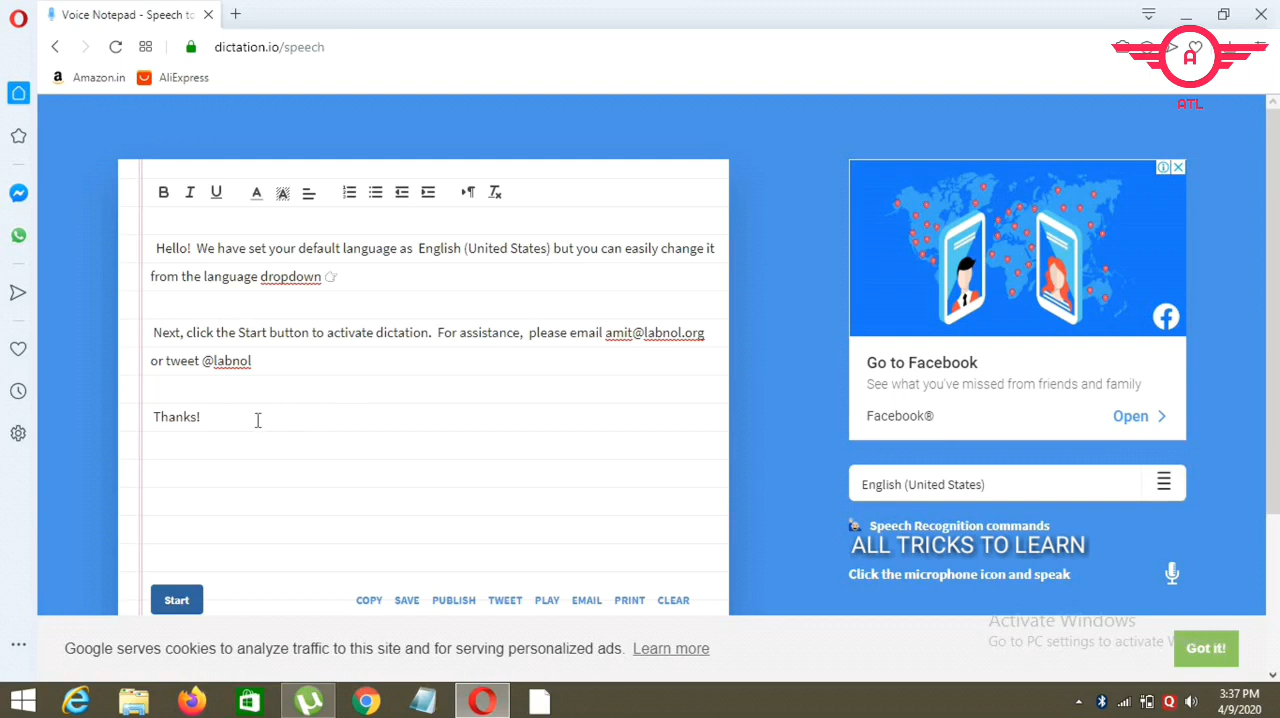 Voice Notepad - Speech to
dictation.io/speech
Amazon.in
AliExpress
A
ATL
Hello! We have set your default language as English (United States) but you can easily change it
from the language dropdown ☞
Next, click the Start button to activate dictation. For assistance, please email amit@labnol.org
or tweet @labnol
Thanks!
Start
COPY SAVE PUBLISH TWEET PLAY EMAIL PRINT CLEAR
Go to Facebook
See what you've missed from friends and family
Facebook® Open
English (United States)
Speech Recognition commands
ALL TRICKS TO LEARN
Click the microphone icon and speak
Activate Windows
Go to PC settings to activate
Google serves cookies to analyze traffic to this site and for serving personalized ads. Learn more
Got it!
3:37 PM
4/9/2020